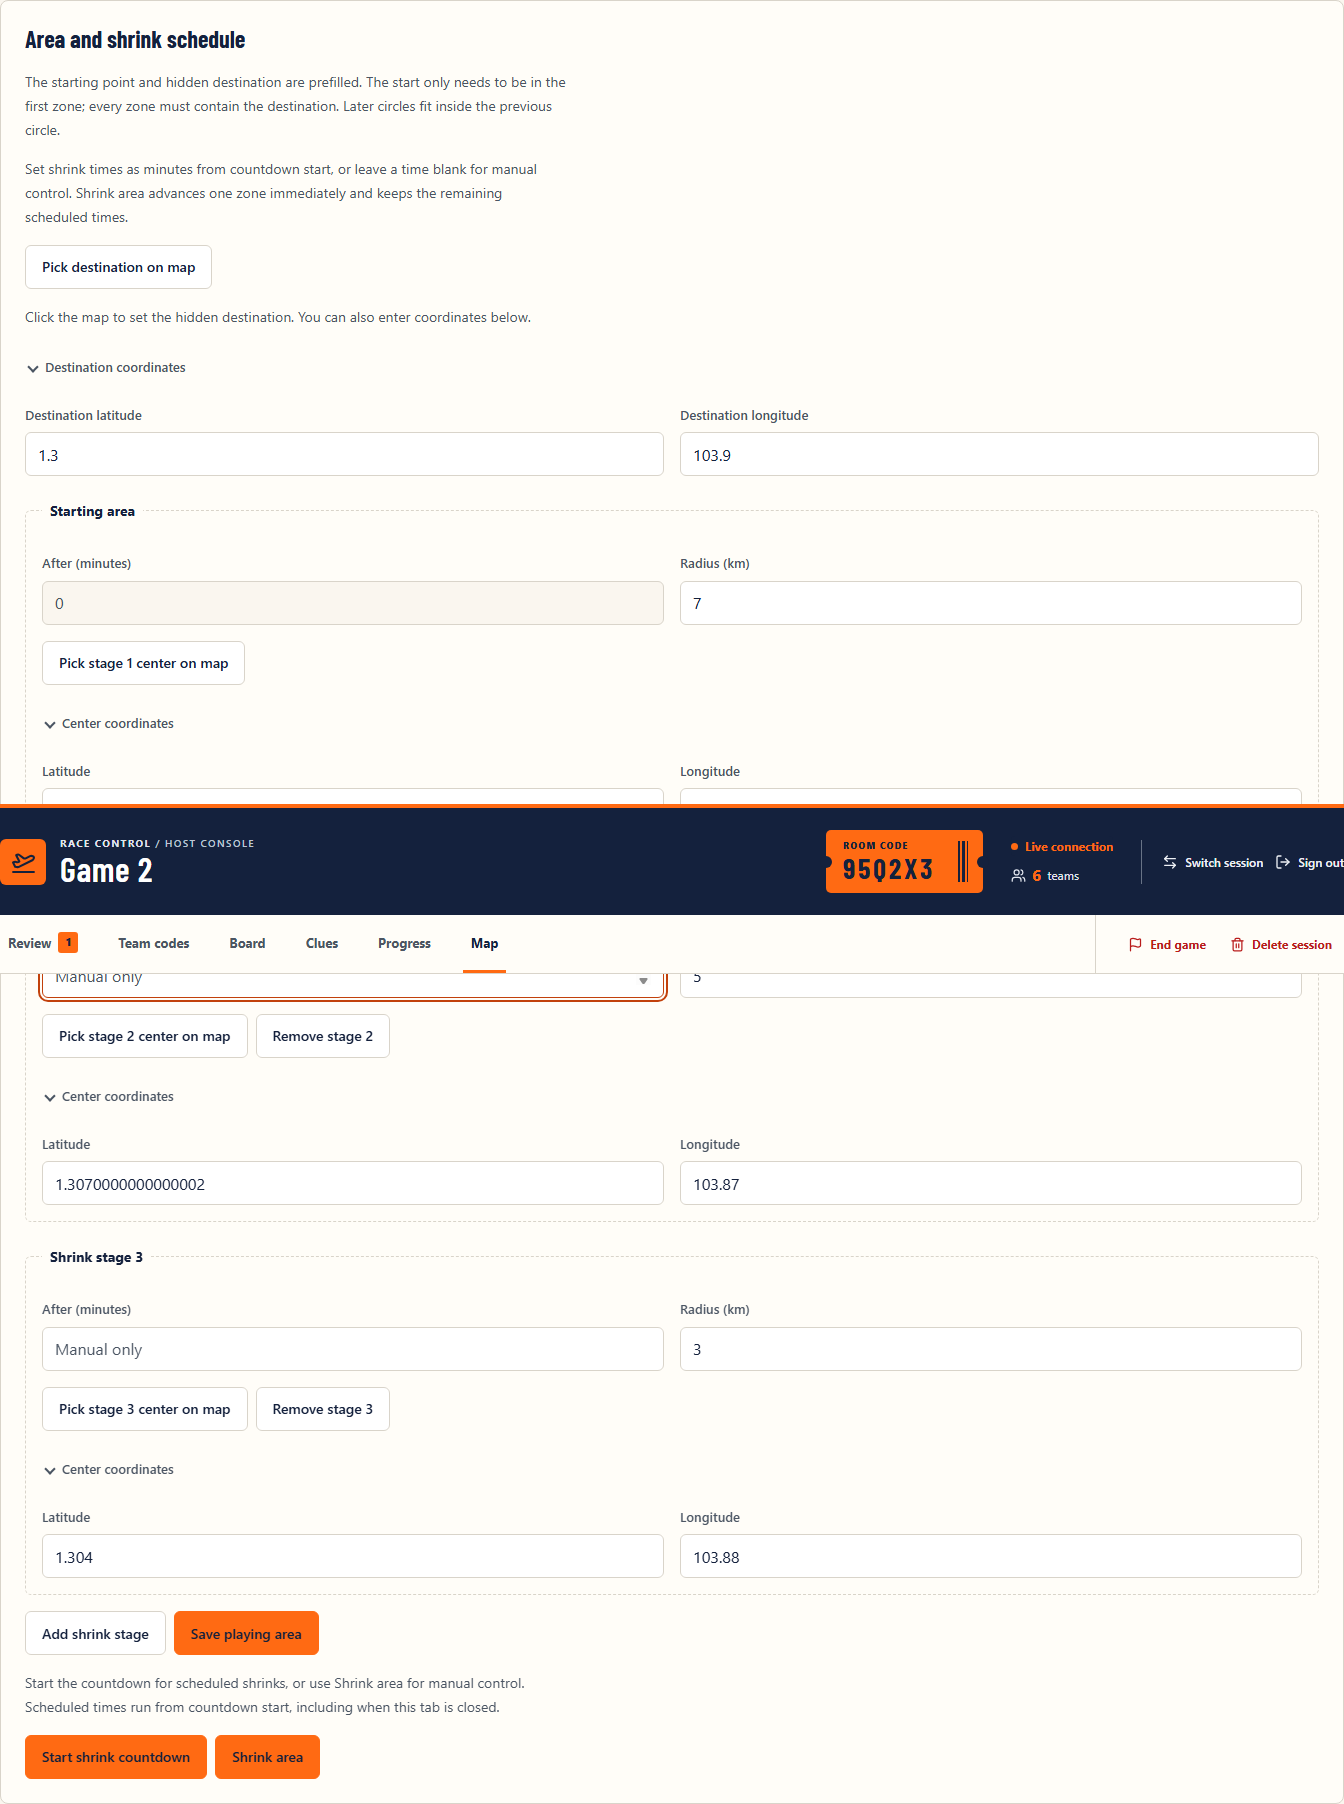 Area and shrink schedule
The starting point and hidden destination are prefilled. The start only needs to be in the
first zone; every zone must contain the destination. Later circles fit inside the previous
circle.
Set shrink times as minutes from countdown start, or leave a time blank for manual
control. Shrink area advances one zone immediately and keeps the remaining
scheduled times.
Pick destination on map
Click the map to set the hidden destination. You can also enter coordinates below.
Destination coordinates
Destination latitude
Destination longitude
1.3
103.9
Starting area
After (minutes)
Radius (km)
0
7
Pick stage 1 center on map
Center coordinates
Latitude
Longitude
RACE CONTROL / HOST CONSOLE
Game 2
ROOM CODE
95Q2X3
Live connection
6 teams
Switch session
Sign out
Review 1
Team codes
Board
Clues
Progress
Map
End game
Delete session
Manual only
5
Pick stage 2 center on map
Remove stage 2
Center coordinates
Latitude
Longitude
1.3070000000000002
103.87
Shrink stage 3
After (minutes)
Radius (km)
Manual only
3
Pick stage 3 center on map
Remove stage 3
Center coordinates
Latitude
Longitude
1.304
103.88
Add shrink stage
Save playing area
Start the countdown for scheduled shrinks, or use Shrink area for manual control.
Scheduled times run from countdown start, including when this tab is closed.
Start shrink countdown
Shrink area